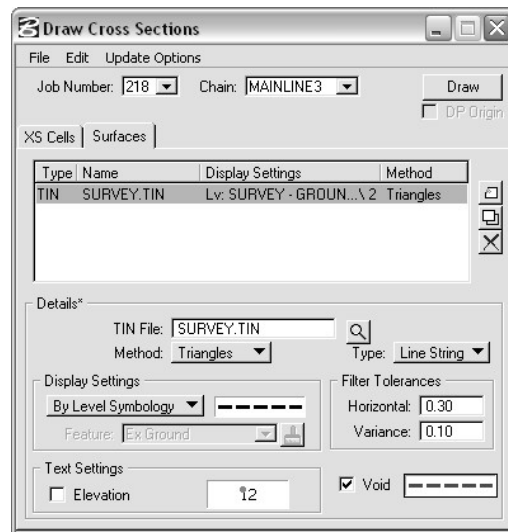 Draw Cross Sections
File Edit Update Options
Job Number: 218 Chain: MAINLINE3 Draw
DP Origin
XS Cells Surfaces
Type Name Display Settings Method
TIN SURVEY.TIN Lv: SURVEY - GROUN...\ 2 Triangles
Details*
TIN File: SURVEY.TIN
Method: Triangles Type: Line String
Display Settings Filter Tolerances
By Level Symbology Horizontal: 0.30
Feature: Ex Ground Variance: 0.10
Text Settings
Elevation 12 Void